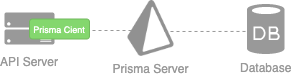 Prisma Client
DB
API Server
Prisma Server
Database